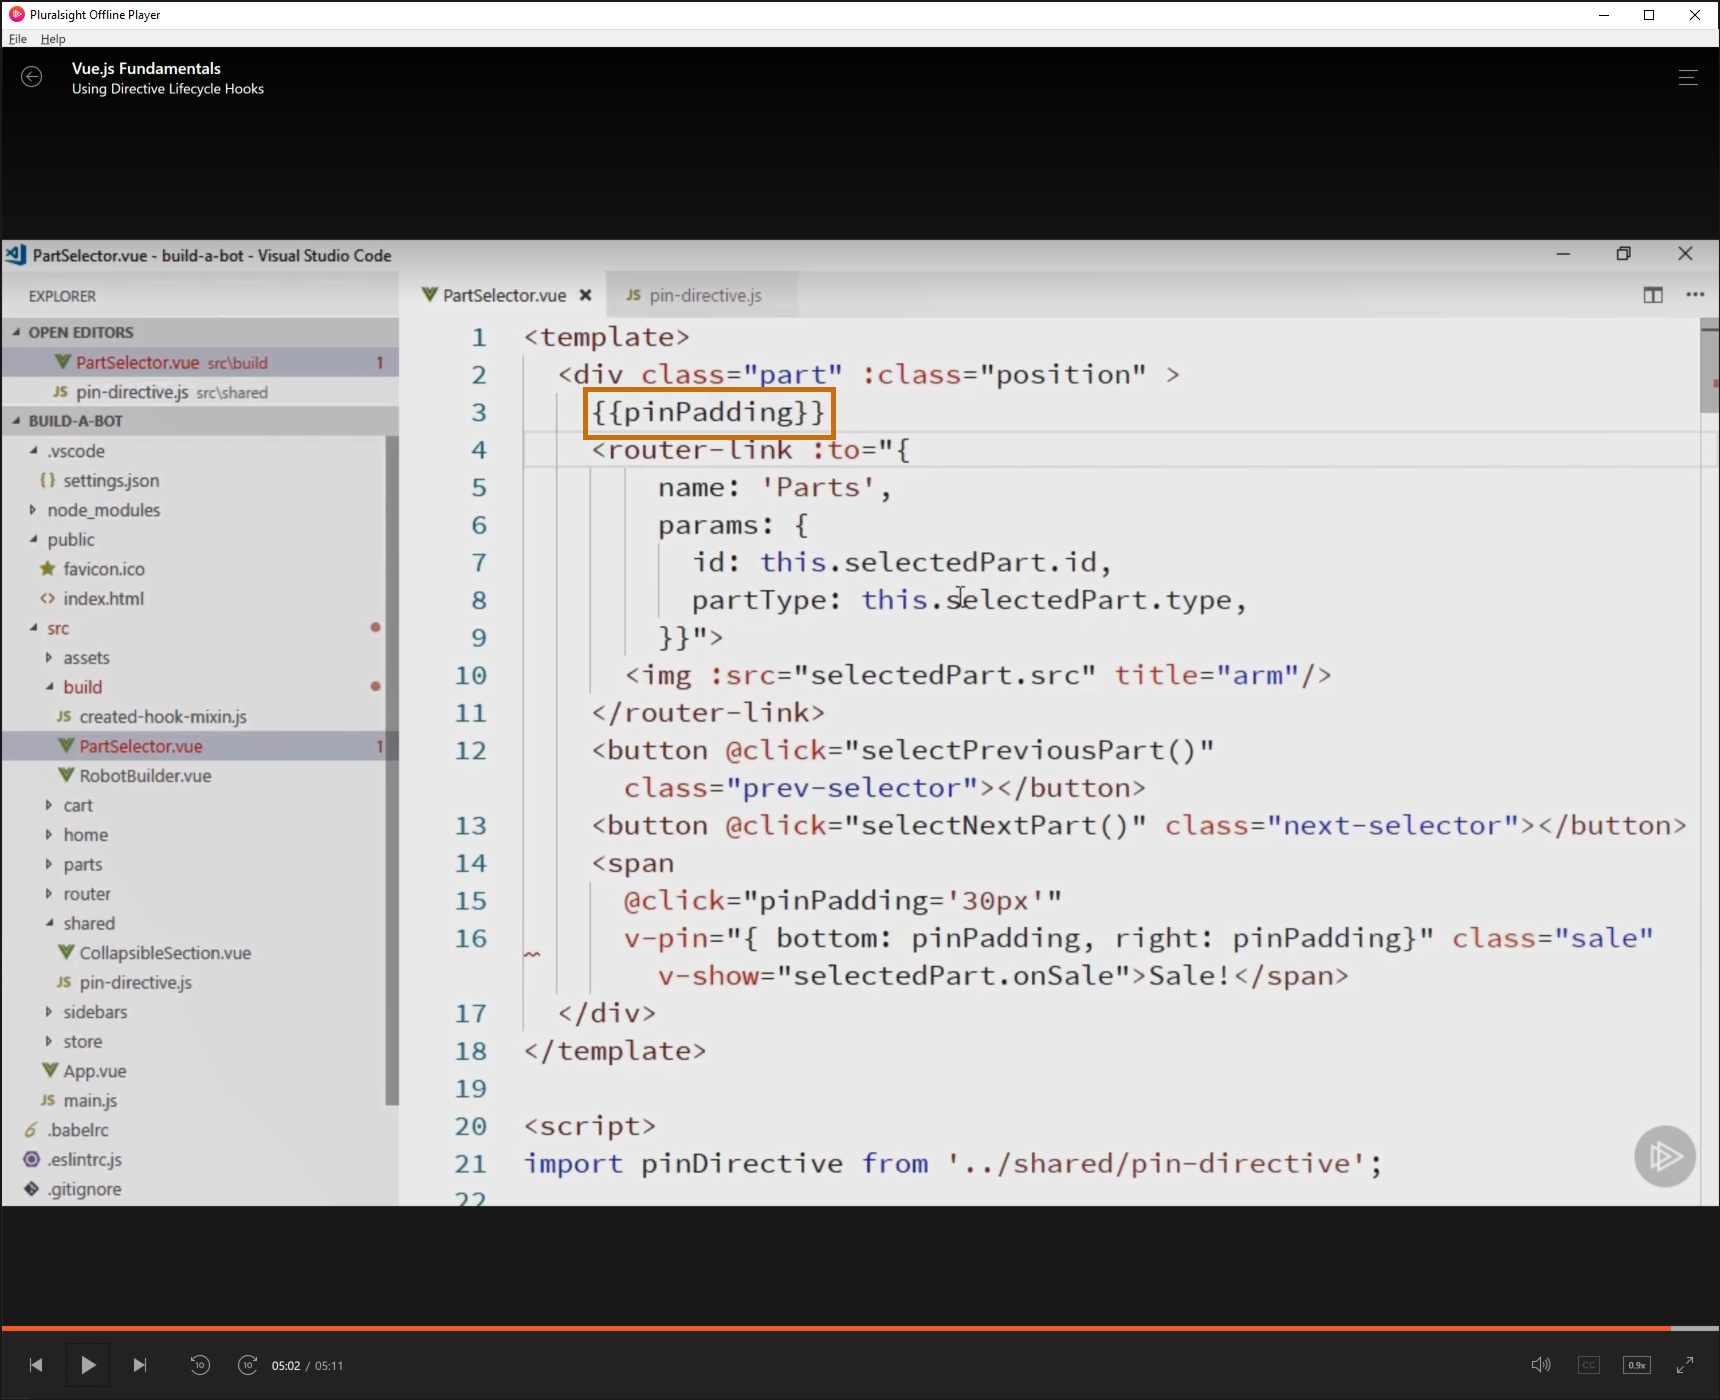 Pluralsight Offline Player
File Help
Vue.js Fundamentals
Using Directive Lifecycle Hooks
PartSelector.vue - build-a-bot - Visual Studio Code
EXPLORER
OPEN EDITORS
PartSelector.vue src\build 1
JS pin-directive.js src\shared
BUILD-A-BOT
.vscode
{} settings.json
node_modules
public
favicon.ico
<> index.html
src
assets
build
JS created-hook-mixin.js
PartSelector.vue 1
RobotBuilder.vue
cart
home
parts
router
shared
CollapsibleSection.vue
JS pin-directive.js
sidebars
store
App.vue
JS main.js
6 .babelrc
.eslintrc.js
.gitignore
PartSelector.vue JS pin-directive.js
1 <template>
2 <div class="part" :class="position" >
3 {{pinPadding}}
4 <router-link :to="{
5 name: 'Parts',
6 params: {
7 id: this.selectedPart.id,
8 partType: this.selectedPart.type,
9 }}">
10 <img :src="selectedPart.src" title="arm"/>
11 </router-link>
12 <button @click="selectPreviousPart()"
class="prev-selector"></button>
13 <button @click="selectNextPart()" class="next-selector"></button>
14 <span
15 @click="pinPadding='30px'"
16 v-pin="{ bottom: pinPadding, right: pinPadding}" class="sale"
v-show="selectedPart.onSale">Sale!</span>
17 </div>
18 </template>
19
20 <script>
21 import pinDirective from '../shared/pin-directive';
22
10 10 05:02 / 05:11 CC 0.9x